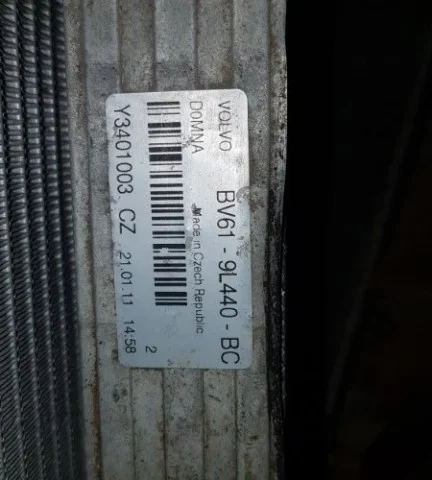 VOLVO BV61 - 9L440 - BC
DOMNA Made in Czech Republic
2
Y3401003 CZ 21.01.11 14:58